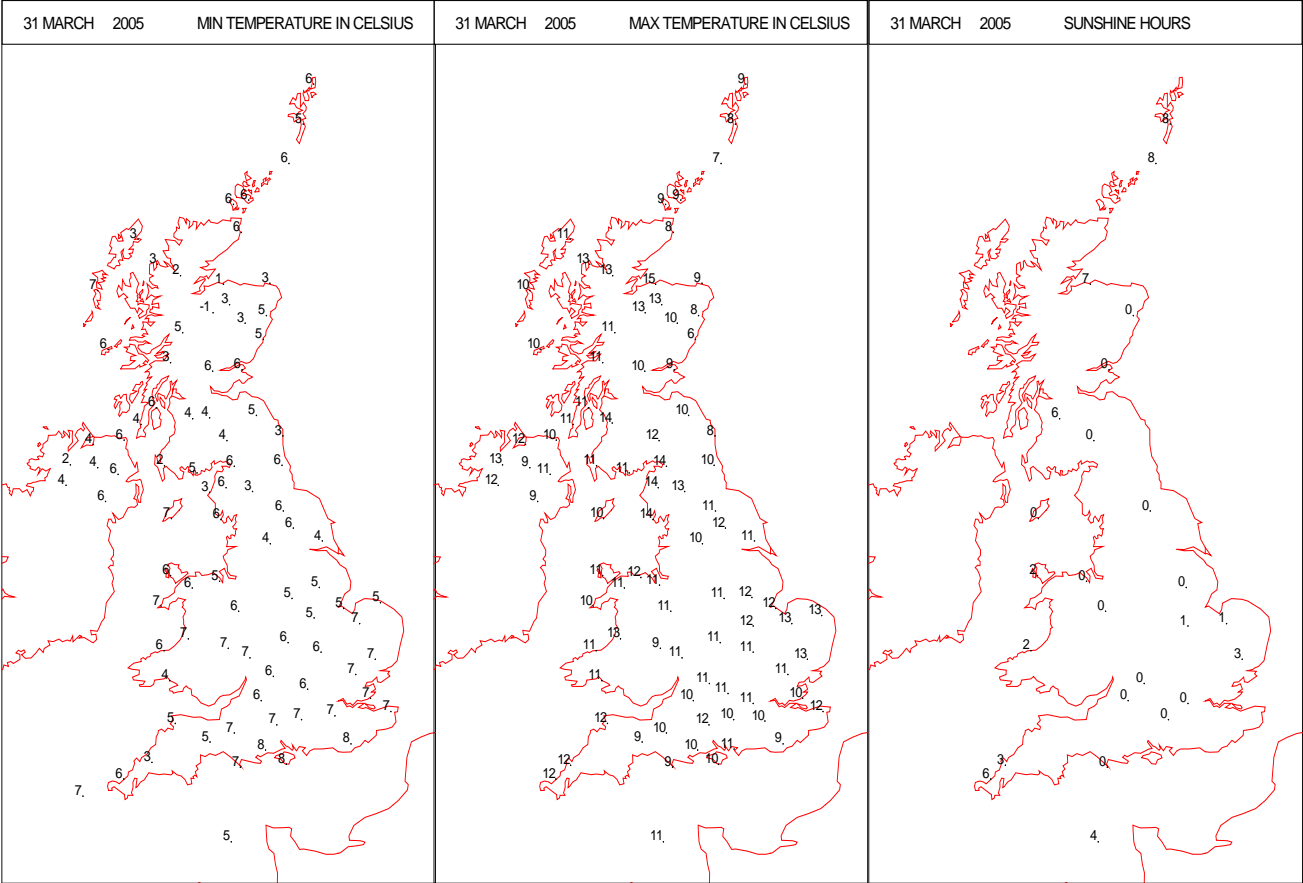 31 MARCH 2005 MIN TEMPERATURE IN CELSIUS
6
5
6
6 6
6
3
3
2
7 1 3
-1 3 5
3
5 5
6
3 6 6
6
4 4 4 5
4 6 4 3
2 4 6 2 5 6 6
4 3 6 3
6
7 6 5
6
4 4
6 6 5
7 6 5 5
5 5
5 7
6 7 7 6
7 6 7
4 6 6 7
6 7
5 7 6 7 7
5 7 8 8
3 7 8
6
7
5
31 MARCH 2005 MAX TEMPERATURE IN CELSIUS
9
8
7
9 9
8
11
13
13
10 15 9
13 13 8
10
11 6
10
11 10 9
11
11 14 10
12 10 12 8
13 9 11 11 11 14 10
12 14 13
9
10 14 11
12
10 11
11 11 12 11
10 11 11 12
12 13
12 13
11 13 9 11 11 11
13
11 11 11 11
10 11 10 12
12 10 12 10 10
9 10 11 9
12 9 10
12
11
31 MARCH 2005 SUNSHINE HOURS
8
8
7
0
0
6
0
0 0
2 0 0
0
1 1
2 3
0
0 0
0
3 0
6
4